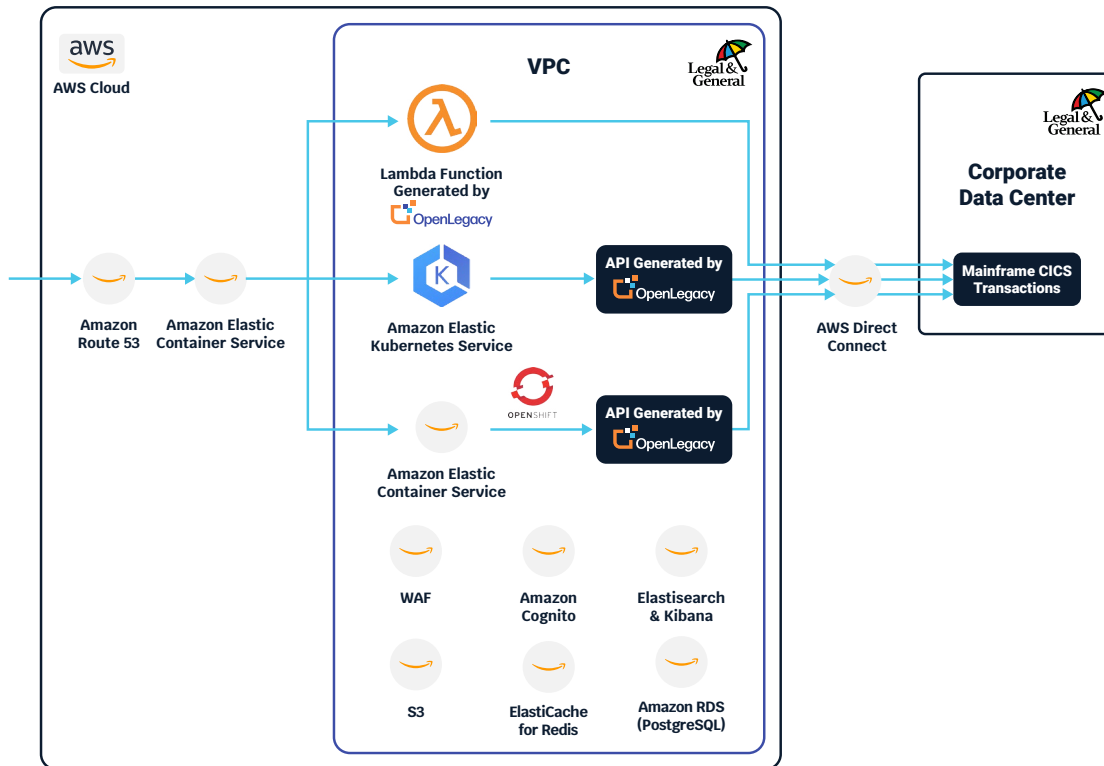 aws
AWS Cloud
VPC
Legal&
General
Lambda Function
Generated by
OpenLegacy
Amazon
Route 53
Amazon Elastic
Container Service
K
Amazon Elastic
Kubernetes Service
API Generated by
OpenLegacy
OPENSHIFT
Amazon Elastic
Container Service
API Generated by
OpenLegacy
WAF
Amazon
Cognito
Elastisearch
& Kibana
S3
ElastiCache
for Redis
Amazon RDS
(PostgreSQL)
AWS Direct
Connect
Legal&
General
Corporate
Data Center
Mainframe CICS
Transactions